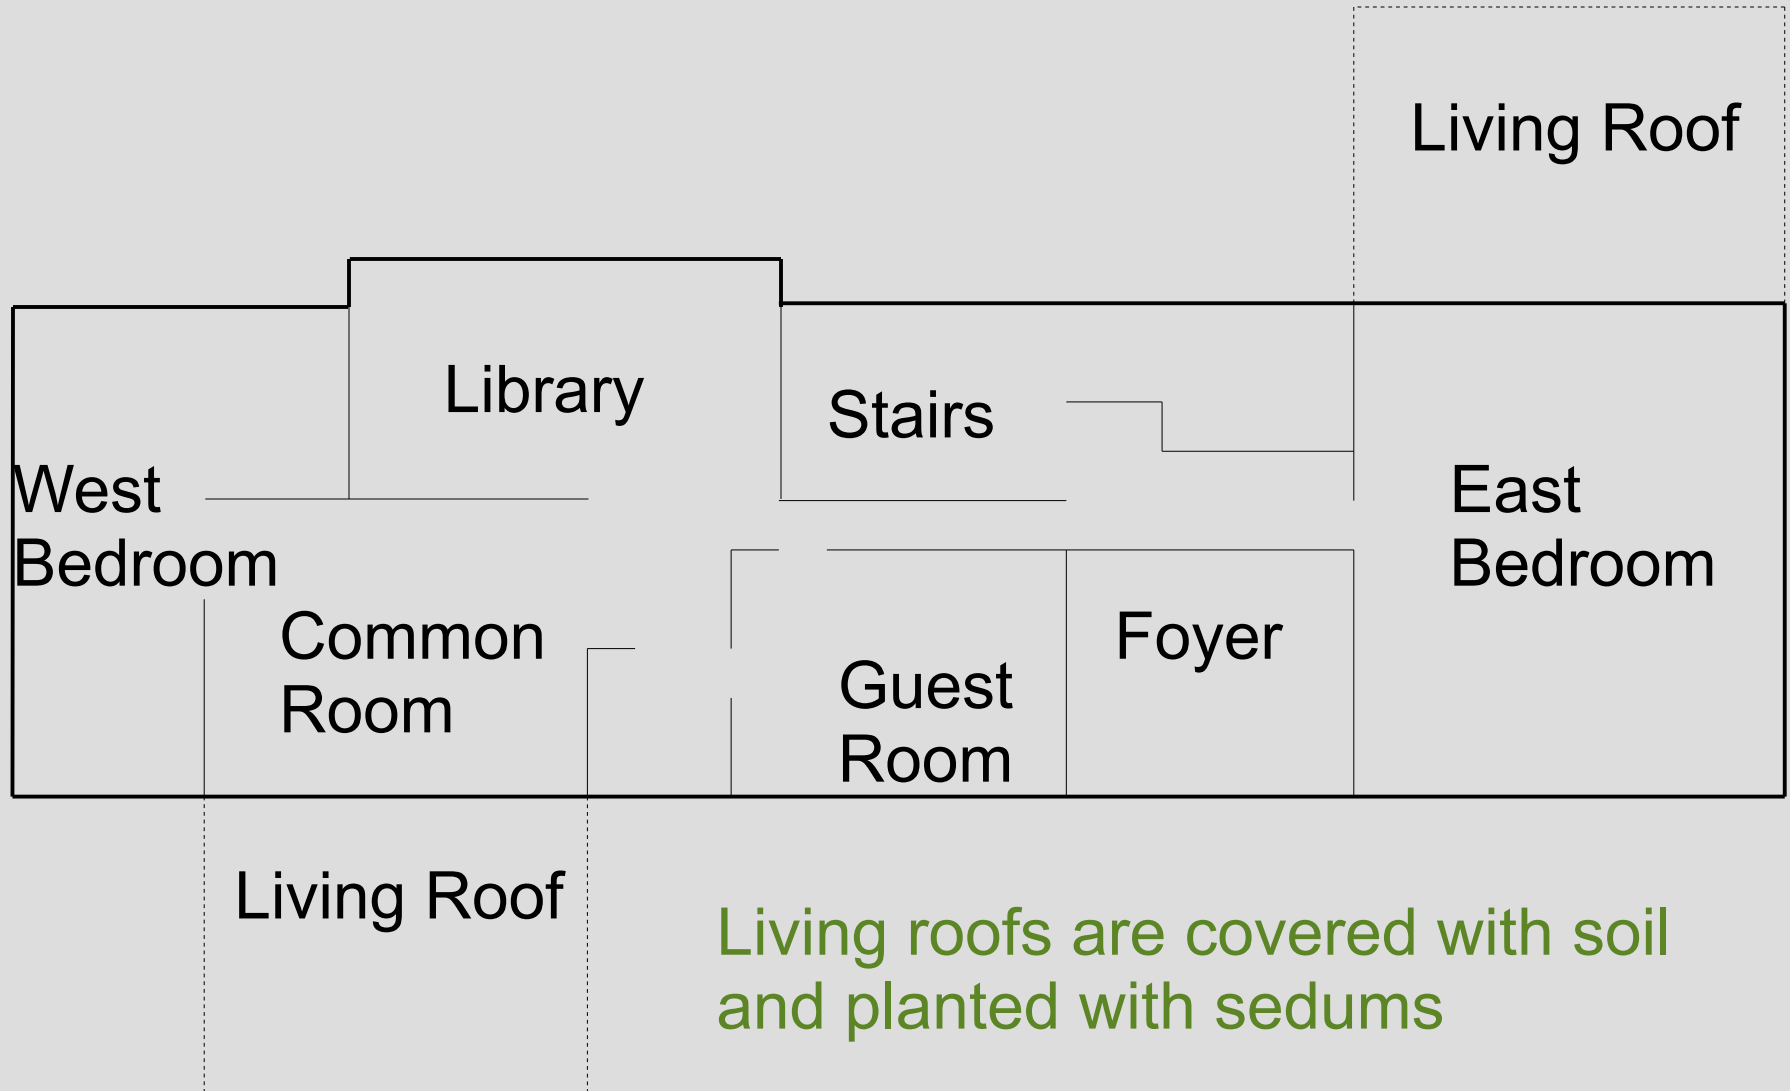 Living Roof
Library
Stairs
West
Bedroom
East
Bedroom
Common
Room
Foyer
Guest
Room
Living Roof
Living roofs are covered with soil
and planted with sedums